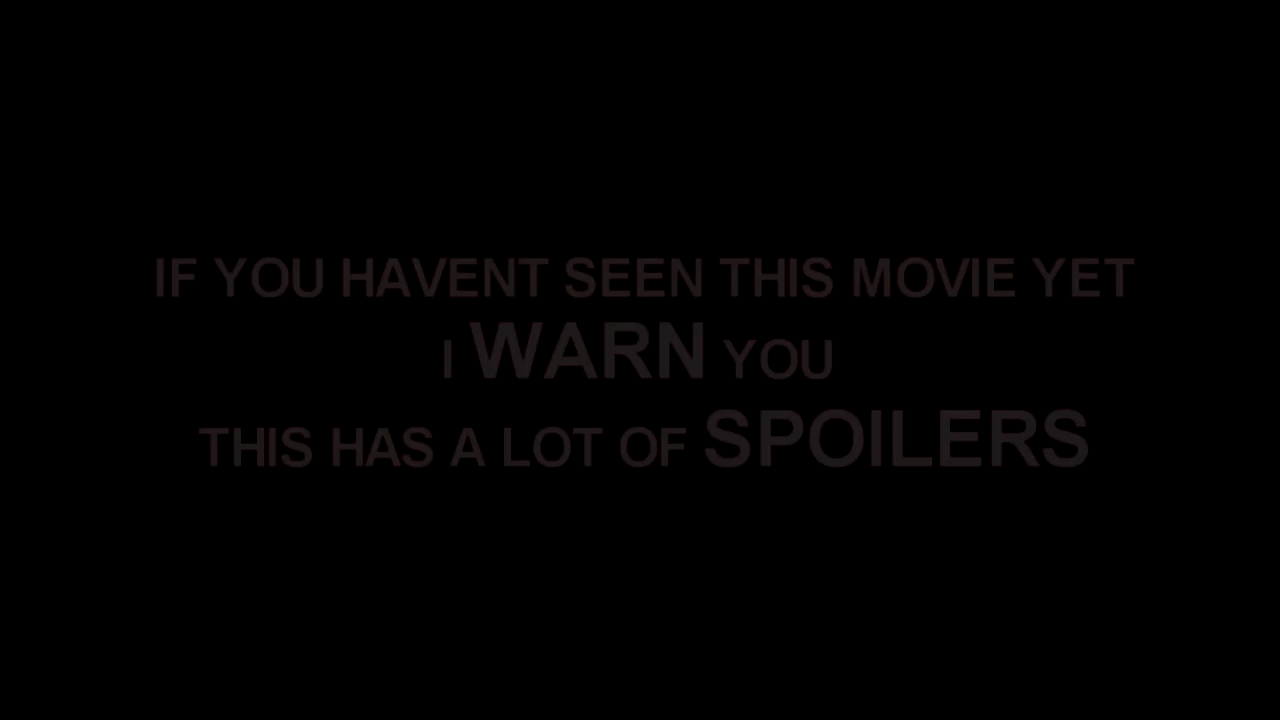 IF YOU HAVENT SEEN THIS MOVIE YET
I WARN YOU
THIS HAS A LOT OF SPOILERS